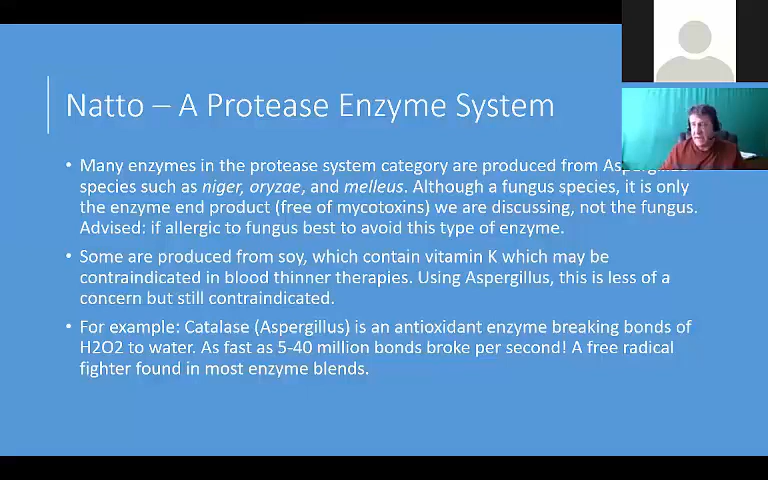 Natto – A Protease Enzyme System
• Many enzymes in the protease system category are produced from
species such as niger, oryzae, and melleus. Although a fungus species, it is only
the enzyme end product (free of mycotoxins) we are discussing, not the fungus.
Advised: if allergic to fungus best to avoid this type of enzyme.
• Some are produced from soy, which contain vitamin K which may be
contraindicated in blood thinner therapies. Using Aspergillus, this is less of a
concern but still contraindicated.
• For example: Catalase (Aspergillus) is an antioxidant enzyme breaking bonds of
H2O2 to water. As fast as 5-40 million bonds broke per second! A free radical
fighter found in most enzyme blends.